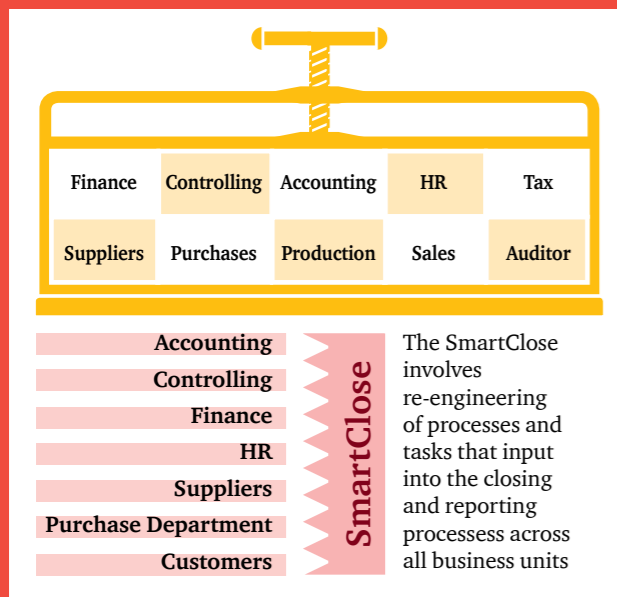 Finance Controlling Accounting HR Tax
Suppliers Purchases Production Sales Auditor
Accounting
Controlling
Finance
HR
Suppliers
Purchase Department
Customers
SmartClose
The SmartClose
involves
re-engineering
of processes and
tasks that input
into the closing
and reporting
processess across
all business units